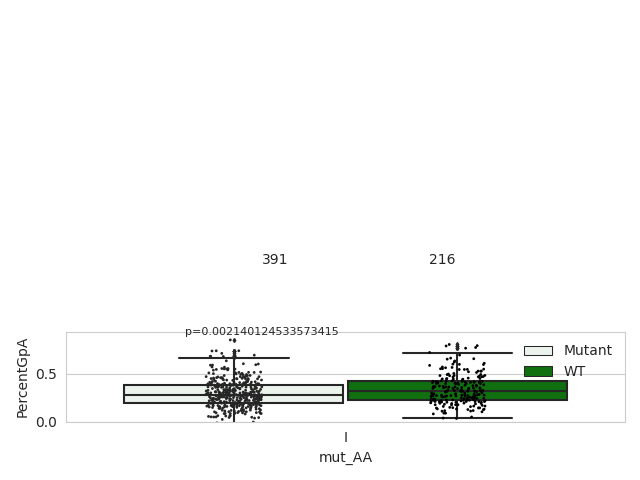 391 216
p=0.002140124533573415
PercentGpA
0.5
0.0
Mutant
WT
I
mut_AA